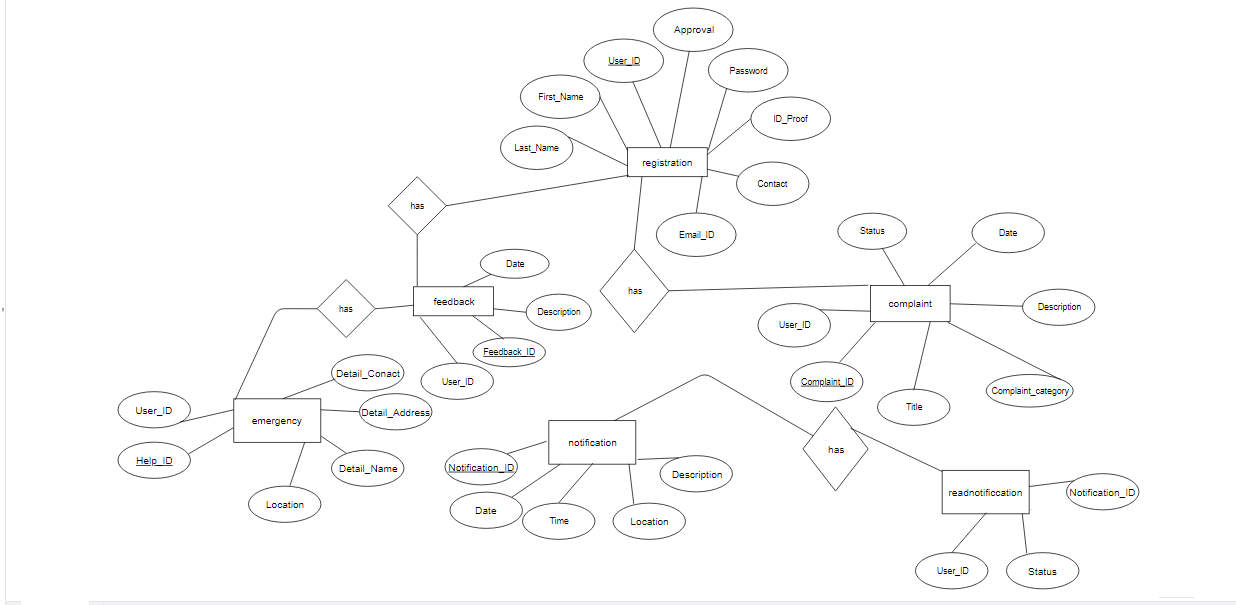 Approval
User_ID
Password
First_Name
ID_Proof
Last_Name
registration
Contact
has
Email_ID
Status
Date
Date
has
has
feedback
complaint
Description
Description
User_ID
Feedback_ID
Detail_Conact
User_ID
Complaint_ID
Complaint_category
User_ID
Detail_Address
Title
emergency
notification
has
Help_ID
Detail_Name
Notification_ID
Description
readnotificcation
Notification_ID
Location
Date
Time
Location
User_ID
Status